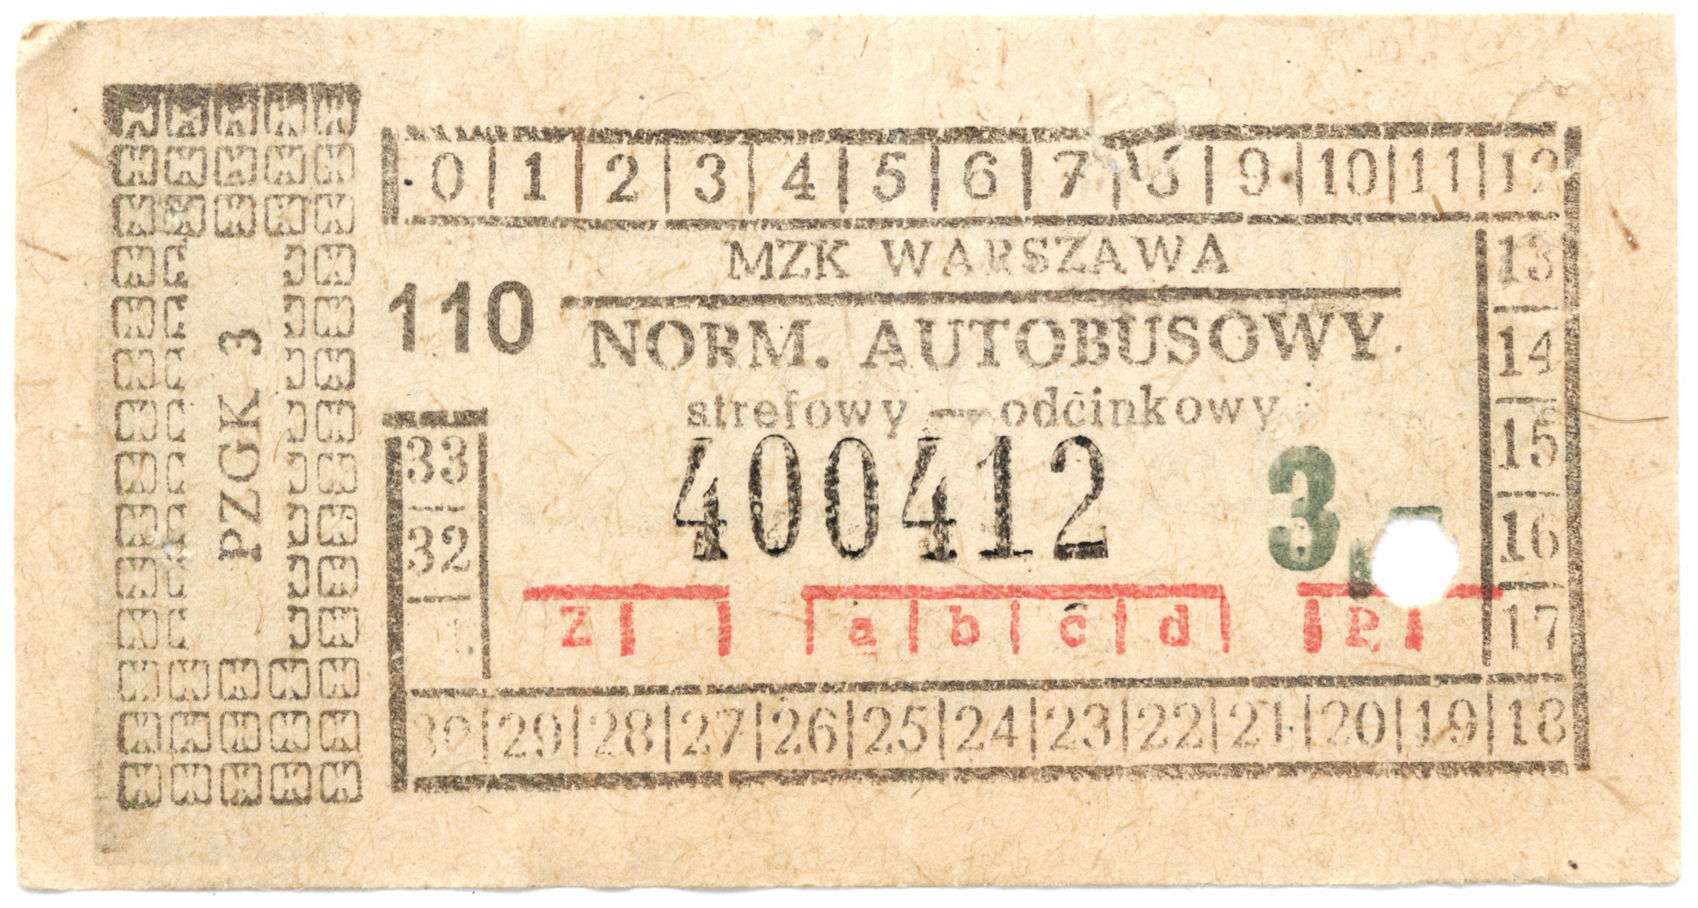 0 1 2 3 4 5 6 7 8 9 10 11 12
MZK WARSZAWA
110
NORM. AUTOBUSOWY
strefowy — odcinkowy
400412
3,-
PZGK 3
33
32
13
14
15
16
17
Z a b c d P
29 28 27 26 25 24 23 22 21 20 19 18